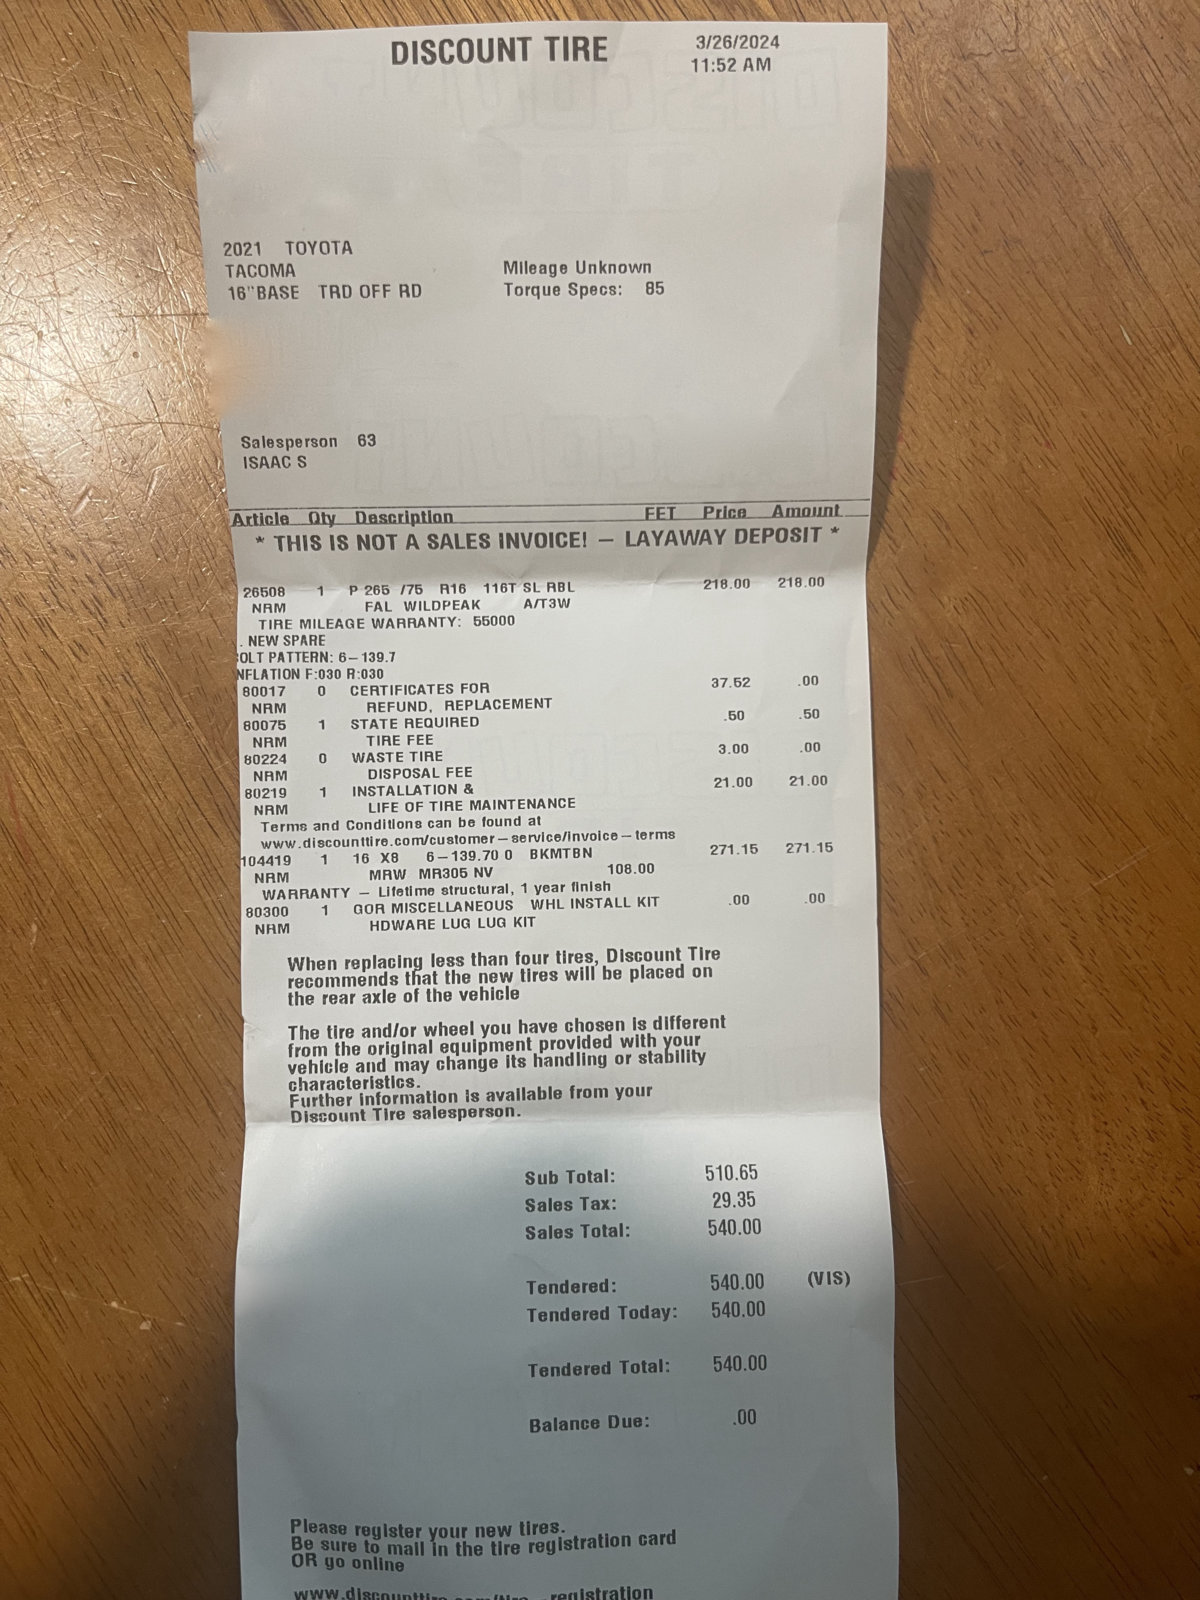 DISCOUNT TIRE 3/26/2024
11:52 AM
2021 TOYOTA
TACOMA Mileage Unknown
16"BASE TRD OFF RD Torque Specs: 85
Salesperson 63
ISAAC S
Article Qty Description FET Price Amount
* THIS IS NOT A SALES INVOICE! – LAYAWAY DEPOSIT *
26508 1 P 265 /75 R16 116T SL RBL 218.00 218.00
NRM FAL WILDPEAK A/T3W
TIRE MILEAGE WARRANTY: 55000
. NEW SPARE
OLT PATTERN: 6–139.7
NFLATION F:030 R:030
80017 0 CERTIFICATES FOR 37.52 .00
NRM REFUND, REPLACEMENT
80075 1 STATE REQUIRED .50 .50
NRM TIRE FEE
80224 0 WASTE TIRE 3.00 .00
NRM DISPOSAL FEE
80219 1 INSTALLATION & 21.00 21.00
NRM LIFE OF TIRE MAINTENANCE
Terms and Conditions can be found at
www.discounttire.com/customer–service/invoice–terms
104419 1 16 X8 6–139.70 0 BKMTBN 271.15 271.15
NRM MRW MR305 NV 108.00
WARRANTY – Lifetime structural, 1 year finish
80300 1 GOR MISCELLANEOUS WHL INSTALL KIT .00 .00
NRM HDWARE LUG LUG KIT
When replacing less than four tires, Discount Tire
recommends that the new tires will be placed on
the rear axle of the vehicle
The tire and/or wheel you have chosen is different
from the original equipment provided with your
vehicle and may change its handling or stability
characteristics.
Further information is available from your
Discount Tire salesperson.
Sub Total: 510.65
Sales Tax: 29.35
Sales Total: 540.00
Tendered: 540.00 (VIS)
Tendered Today: 540.00
Tendered Total: 540.00
Balance Due: .00
Please register your new tires.
Be sure to mail in the tire registration card
OR go online
www.discounttire.com/tire–registration